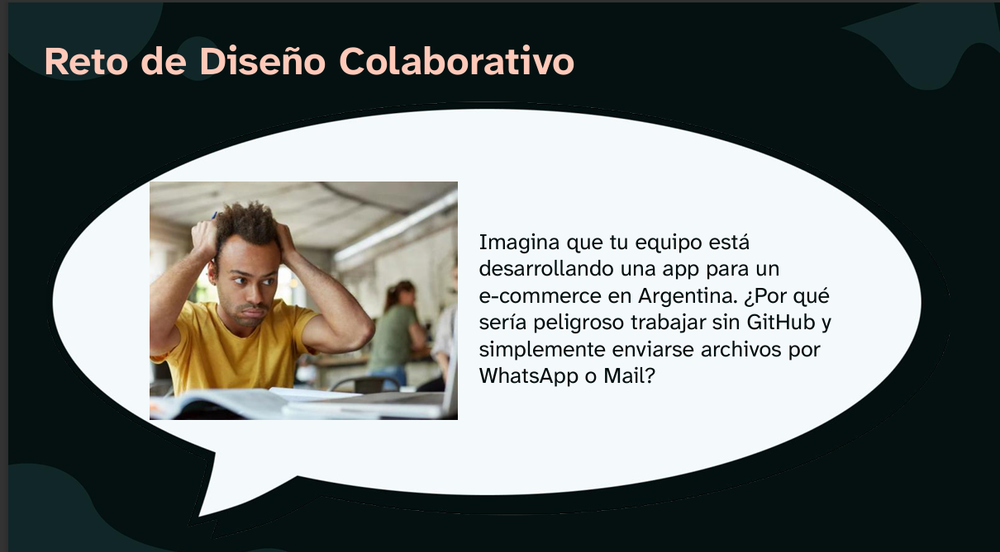 Reto de Diseño Colaborativo
Imagina que tu equipo está
desarrollando una app para un
e-commerce en Argentina. ¿Por qué
sería peligroso trabajar sin GitHub y
simplemente enviarse archivos por
WhatsApp o Mail?